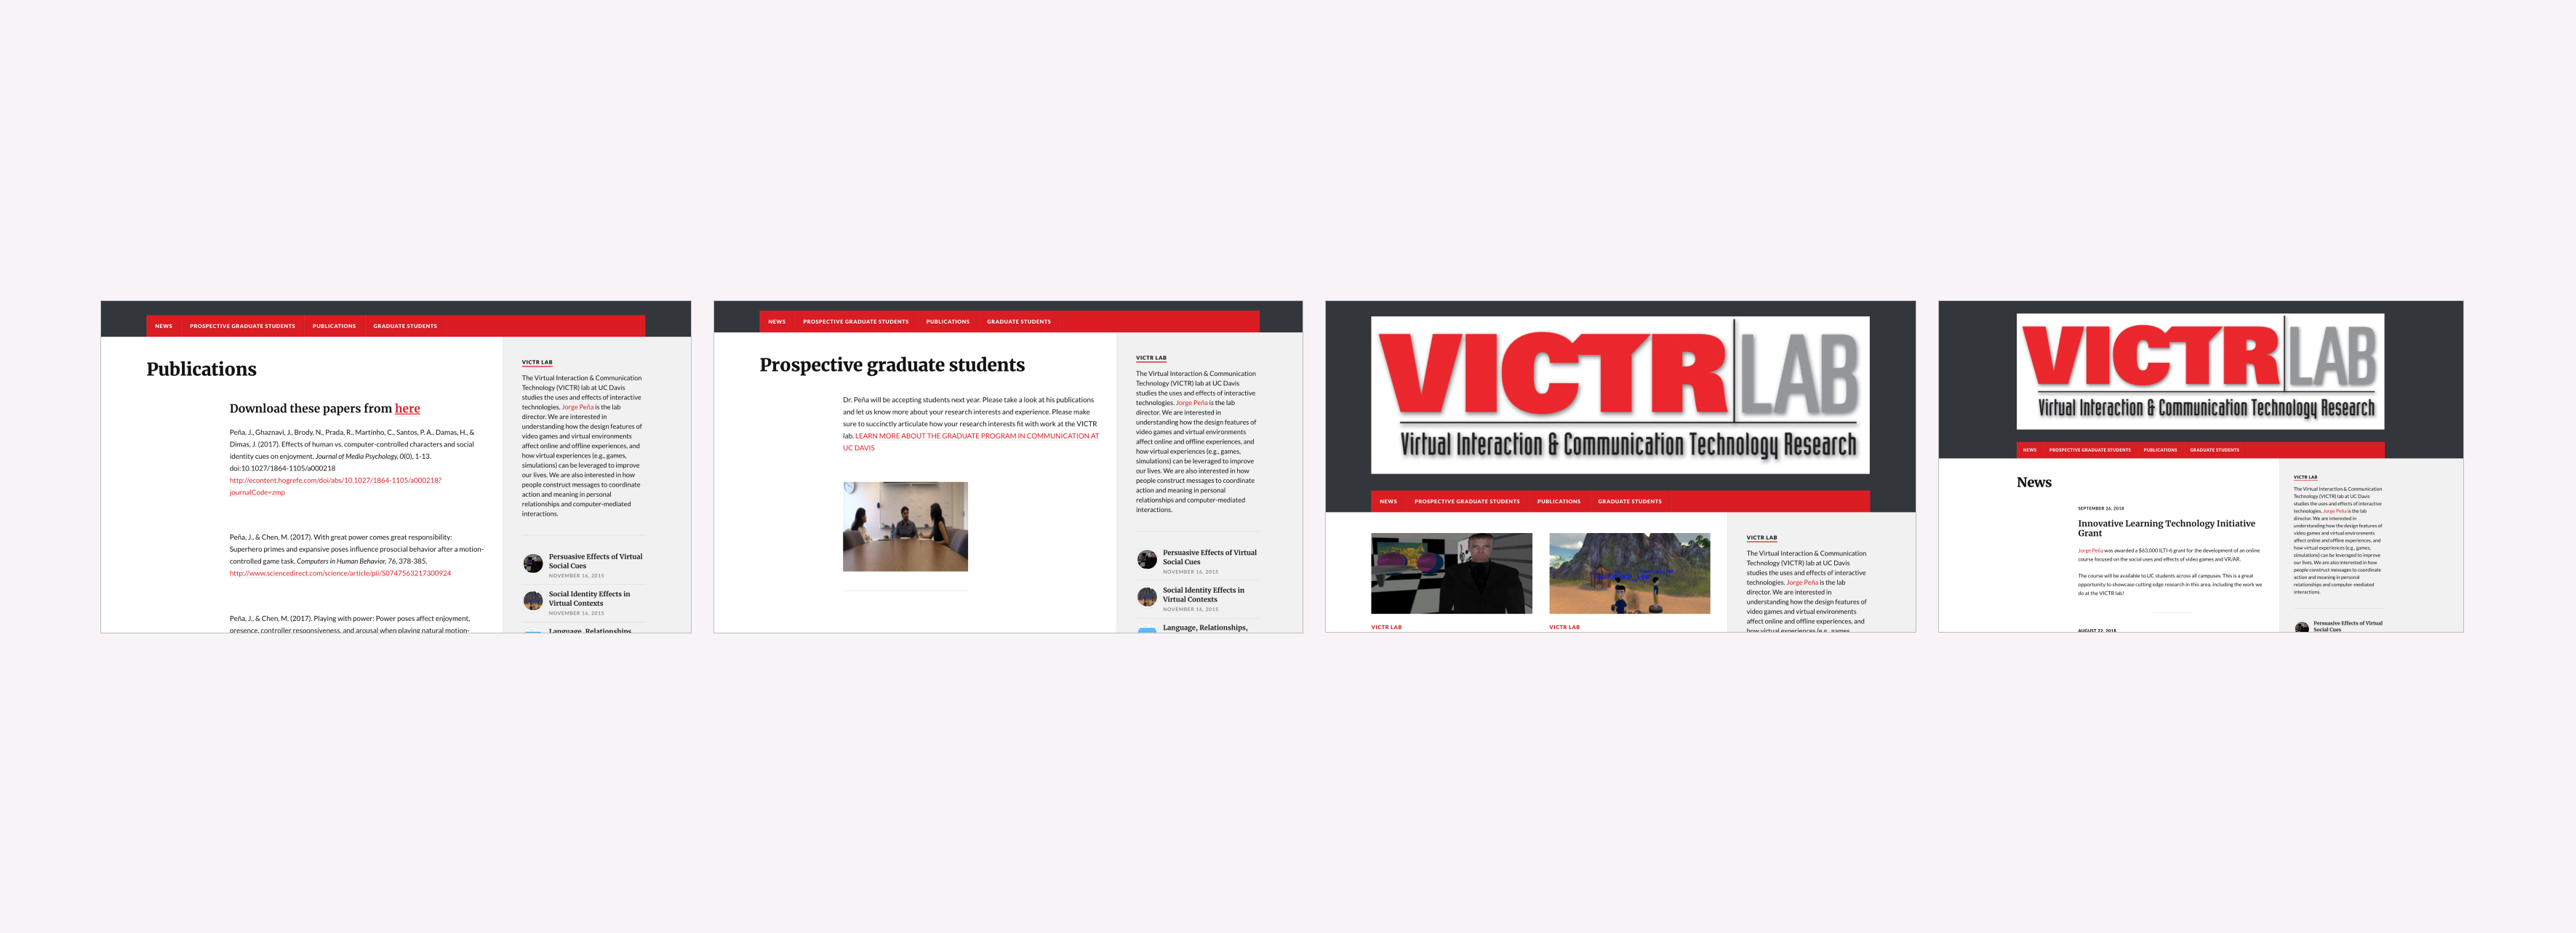 NEWS PROSPECTIVE GRADUATE STUDENTS PUBLICATIONS GRADUATE STUDENTS
Publications
Download these papers from here
Peña, J., Ghaznavi, J., Brody, N., Prada, R., Martinho, C., Santos, P. A., Damas, H., &
Dimas, J. (2017). Effects of human vs. computer-controlled characters and social
identity cues on enjoyment. Journal of Media Psychology, 0(0), 1-13.
doi:10.1027/1864-1105/a000218
http://econtent.hogrefe.com/doi/abs/10.1027/1864-1105/a000218?
journalCode=zmp
Peña, J., & Chen, M. (2017). With great power comes great responsibility:
Superhero primes and expansive poses influence prosocial behavior after a motion-
controlled game task. Computers in Human Behavior, 76, 378-385.
http://www.sciencedirect.com/science/article/pii/S0747563217300924
Peña, J., & Chen, M. (2017). Playing with power: Power poses affect enjoyment,
presence, controller responsiveness, and arousal when playing natural motion-
VICTR LAB
The Virtual Interaction & Communication
Technology (VICTR) lab at UC Davis
studies the uses and effects of interactive
technologies. Jorge Peña is the lab
director. We are interested in
understanding how the design features of
video games and virtual environments
affect online and offline experiences, and
how virtual experiences (e.g., games,
simulations) can be leveraged to improve
our lives. We are also interested in how
people construct messages to coordinate
action and meaning in personal
relationships and computer-mediated
interactions.
Persuasive Effects of Virtual
Social Cues
NOVEMBER 16, 2015
Social Identity Effects in
Virtual Contexts
NOVEMBER 16, 2015
Language, Relationships,
NEWS PROSPECTIVE GRADUATE STUDENTS PUBLICATIONS GRADUATE STUDENTS
Prospective graduate students
Dr. Peña will be accepting students next year. Please take a look at his publications
and let us know more about your research interests and experience. Please make
sure to succinctly articulate how your research interests fit with work at the VICTR
lab. LEARN MORE ABOUT THE GRADUATE PROGRAM IN COMMUNICATION AT
UC DAVIS
VICTR LAB
The Virtual Interaction & Communication
Technology (VICTR) lab at UC Davis
studies the uses and effects of interactive
technologies. Jorge Peña is the lab
director. We are interested in
understanding how the design features of
video games and virtual environments
affect online and offline experiences, and
how virtual experiences (e.g., games,
simulations) can be leveraged to improve
our lives. We are also interested in how
people construct messages to coordinate
action and meaning in personal
relationships and computer-mediated
interactions.
Persuasive Effects of Virtual
Social Cues
NOVEMBER 16, 2015
Social Identity Effects in
Virtual Contexts
NOVEMBER 16, 2015
Language, Relationships,
VICTR LAB
Virtual Interaction & Communication Technology Research
NEWS PROSPECTIVE GRADUATE STUDENTS PUBLICATIONS GRADUATE STUDENTS
VICTR LAB
VICTR LAB
VICTR LAB
The Virtual Interaction & Communication
Technology (VICTR) lab at UC Davis
studies the uses and effects of interactive
technologies. Jorge Peña is the lab
director. We are interested in
understanding how the design features of
video games and virtual environments
affect online and offline experiences, and
how virtual experiences (e.g., games,
VICTR LAB
Virtual Interaction & Communication Technology Research
NEWS PROSPECTIVE GRADUATE STUDENTS PUBLICATIONS GRADUATE STUDENTS
News
SEPTEMBER 26, 2018
Innovative Learning Technology Initiative
Grant
Jorge Peña was awarded a $63,000 ILTI-6 grant for the development of an online
course focused on the social uses and effects of video games and VR/AR.
The course will be available to UC students across all campuses. This is a great
opportunity to showcase cutting edge research in this area, including the work we
do at the VICTR lab!
AUGUST 22, 2018
VICTR LAB
The Virtual Interaction & Communication
Technology (VICTR) lab at UC Davis
studies the uses and effects of interactive
technologies. Jorge Peña is the lab
director. We are interested in
understanding how the design features of
video games and virtual environments
affect online and offline experiences, and
how virtual experiences (e.g., games,
simulations) can be leveraged to improve
our lives. We are also interested in how
people construct messages to coordinate
action and meaning in personal
relationships and computer-mediated
interactions.
Persuasive Effects of Virtual
Social Cues